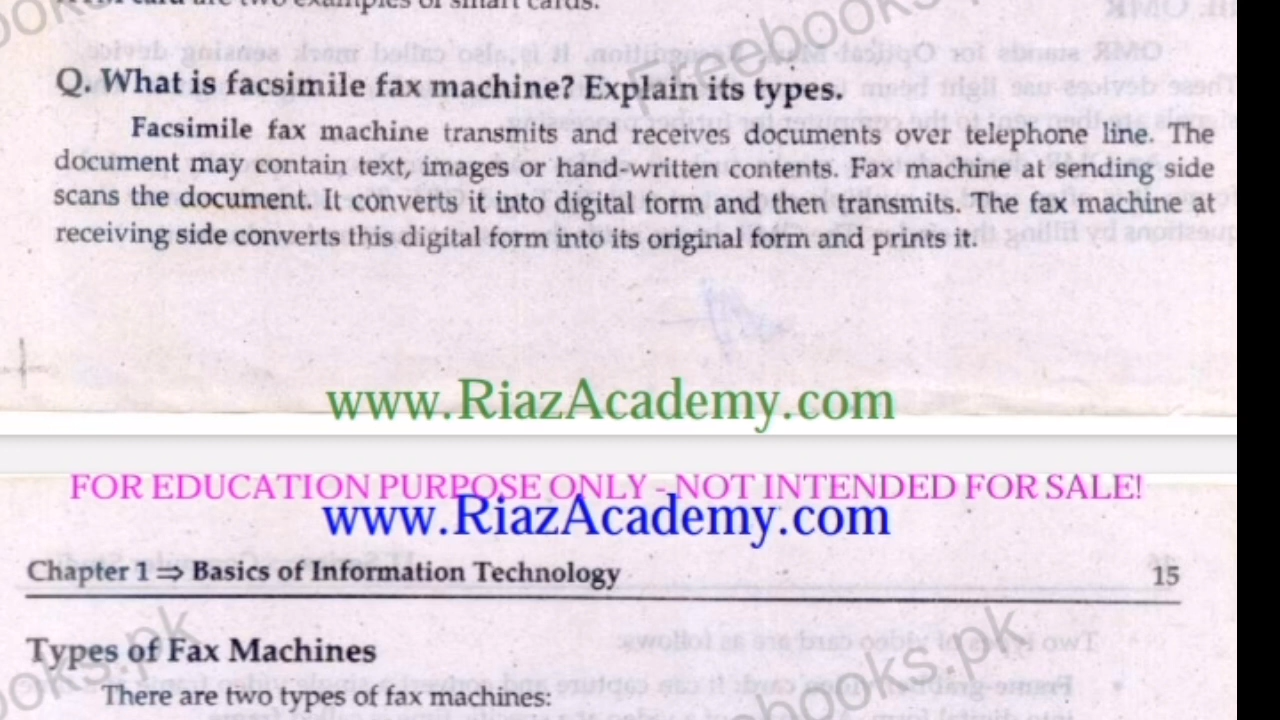 Q. What is facsimile fax machine? Explain its types.
Facsimile fax machine transmits and receives documents over telephone line. The
document may contain text, images or hand-written contents. Fax machine at sending side
scans the document. It converts it into digital form and then transmits. The fax machine at
receiving side converts this digital form into its original form and prints it.
www.RiazAcademy.com
FOR EDUCATION PURPOSE ONLY - NOT INTENDED FOR SALE!
www.RiazAcademy.com
Chapter 1 ⇒ Basics of Information Technology 15
Types of Fax Machines
There are two types of fax machines: